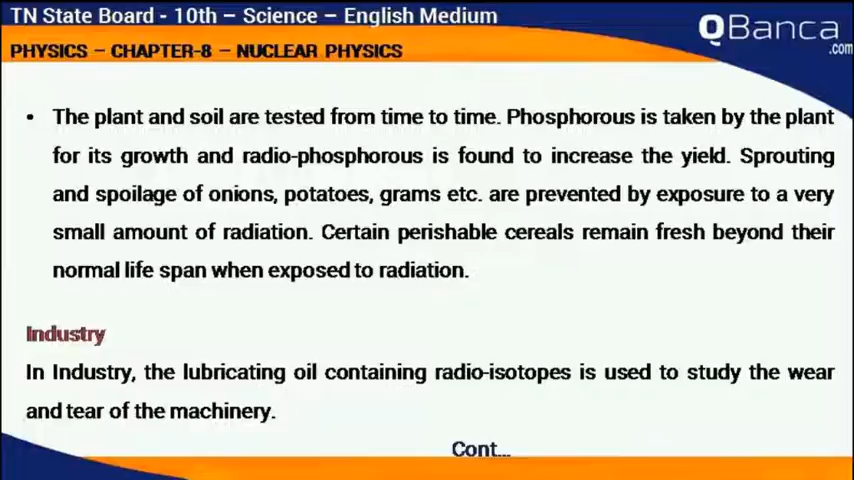 TN State Board - 10th – Science – English Medium
QBanca
.com
PHYSICS – CHAPTER-8 – NUCLEAR PHYSICS
• The plant and soil are tested from time to time. Phosphorous is taken by the plant
for its growth and radio-phosphorous is found to increase the yield. Sprouting
and spoilage of onions, potatoes, grams etc. are prevented by exposure to a very
small amount of radiation. Certain perishable cereals remain fresh beyond their
normal life span when exposed to radiation.
Industry
In Industry, the lubricating oil containing radio-isotopes is used to study the wear
and tear of the machinery.
Cont...